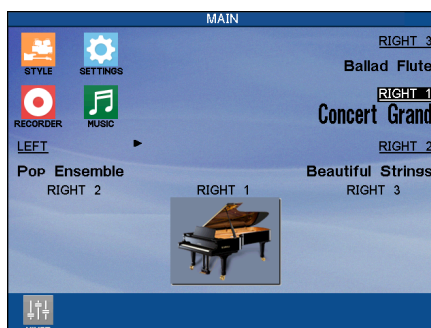 MAIN
RIGHT 3
Ballad Flute
STYLE SETTINGS
RIGHT 1
Concert Grand
RECORDER MUSIC
LEFT RIGHT 2
Pop Ensemble Beautiful Strings
RIGHT 2 RIGHT 1 RIGHT 3